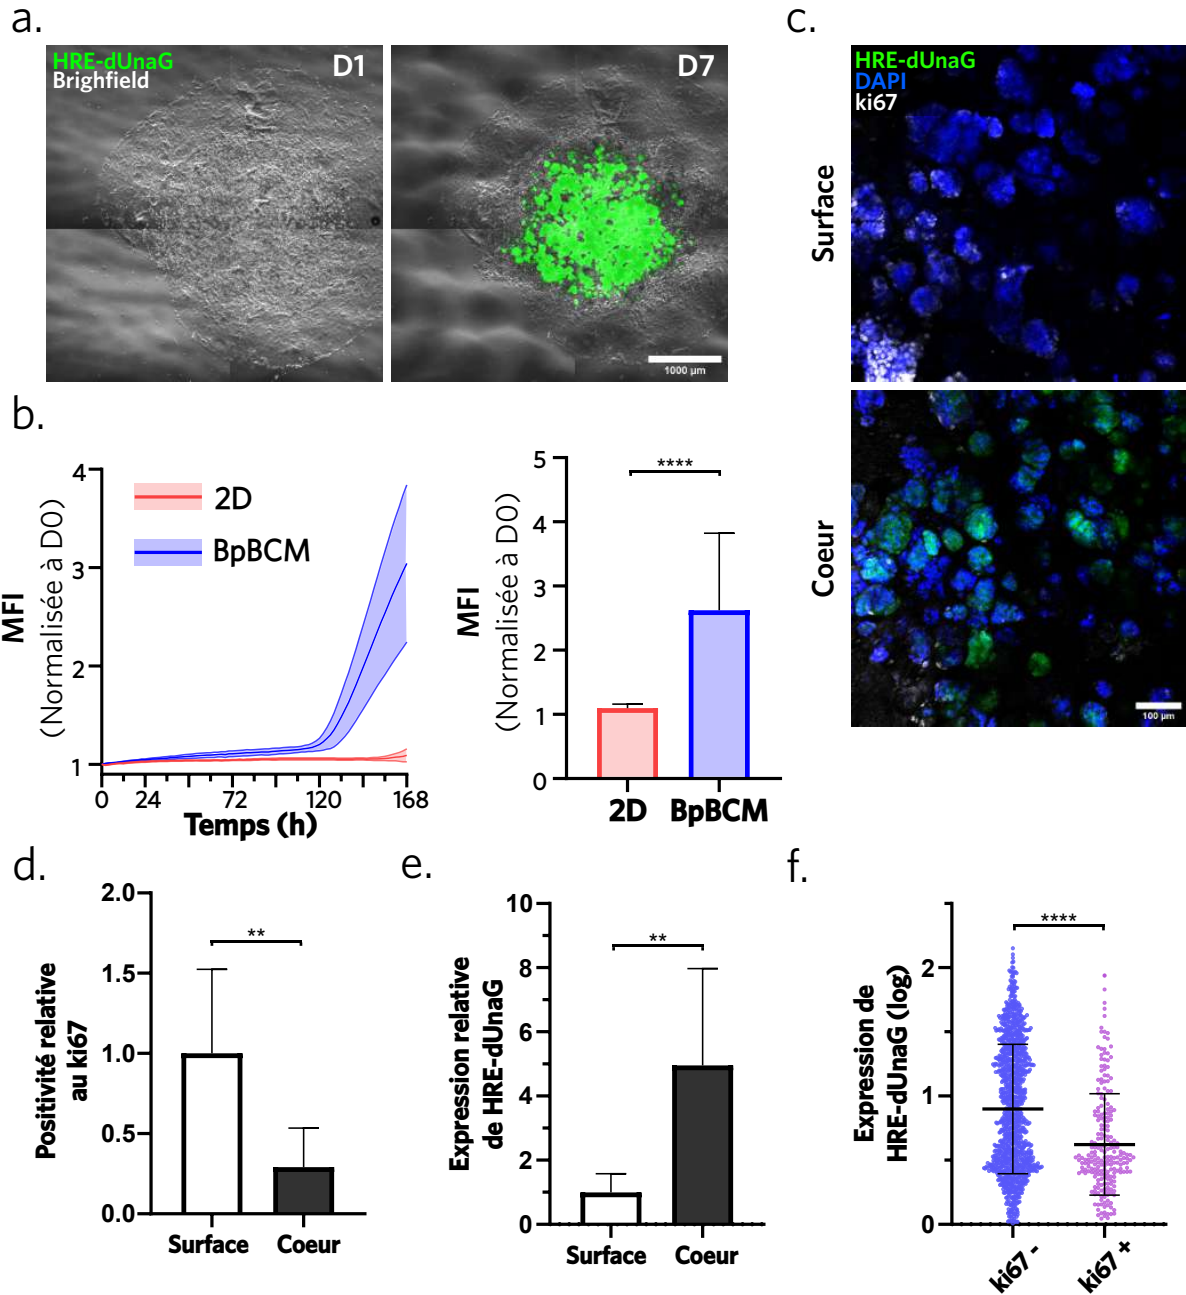 a.
HRE-dUnaG
Brighfield
D1
D7
1000 µm
b.
MFI
(Normalisée à D0)
4
3
2
1
2D
BpBCM
0
24
72
120
168
Temps (h)
MFI
(Normalisée à D0)
5
4
3
2
1
0
****
2D
BpBCM
c.
HRE-dUnaG
DAPI
ki67
Surface
Coeur
100 µm
d.
Positivité relative
au ki67
2.0
1.5
1.0
0.5
0.0
**
Surface
Coeur
e.
Expression relative
de HRE-dUnaG
10
8
6
4
2
0
**
Surface
Coeur
f.
Expression de
HRE-dUnaG (log)
2
1
0
****
ki67 -
ki67 +